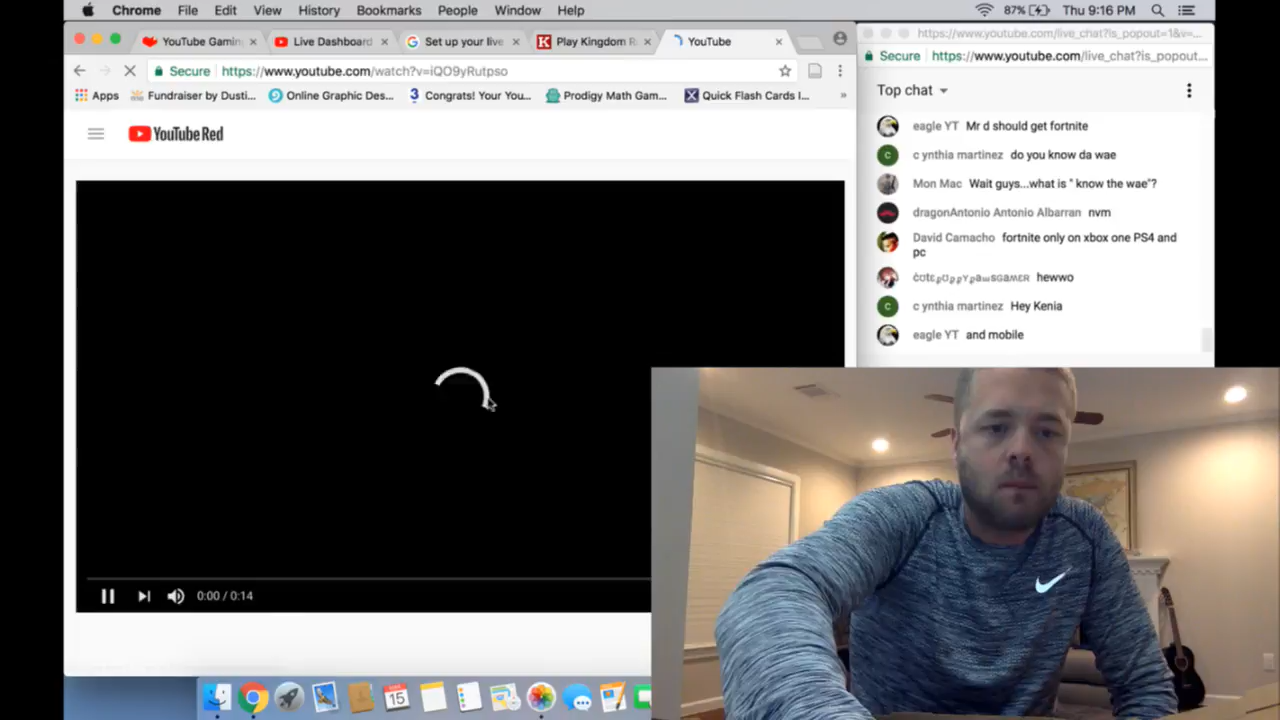 Chrome File Edit View History Bookmarks People Window Help 87% Thu 9:16 PM
YouTube Gamin
Live Dashboard
Set up your live
Play Kingdom R
YouTube
Secure https://www.youtube.com/watch?v=iQO9yRutpso
Apps Fundraiser by Dusti... Online Graphic Des... Congrats! Your You... Prodigy Math Gam... Quick Flash Cards I... »
YouTube Red
0:00 / 0:14
15
https://www.youtube.com/live_chat?is_popout=1&v=...
Secure https://www.youtube.com/live_chat?is_popout...
Top chat
eagle YT Mr d should get fortnite
c ynthia martinez do you know da wae
Mon Mac Wait guys...what is " know the wae"?
dragonAntonio Antonio Albarran nvm
David Camacho fortnite only on xbox one PS4 and
pc
hewwo
c ynthia martinez Hey Kenia
eagle YT and mobile